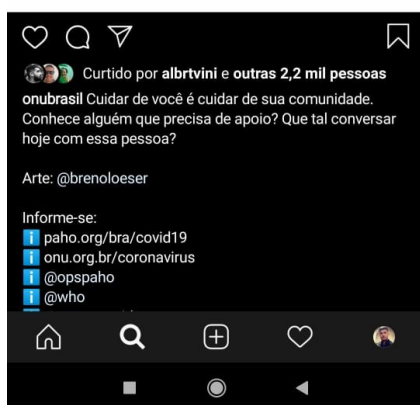 Curtido por albrtvini e outras 2,2 mil pessoas
onubrasil Cuidar de você é cuidar de sua comunidade.
Conhece alguém que precisa de apoio? Que tal conversar
hoje com essa pessoa?
Arte: @brenoloeser
Informe-se:
ℹ️ paho.org/bra/covid19
ℹ️ onu.org.br/coronavirus
ℹ️ @opspaho
ℹ️ @who